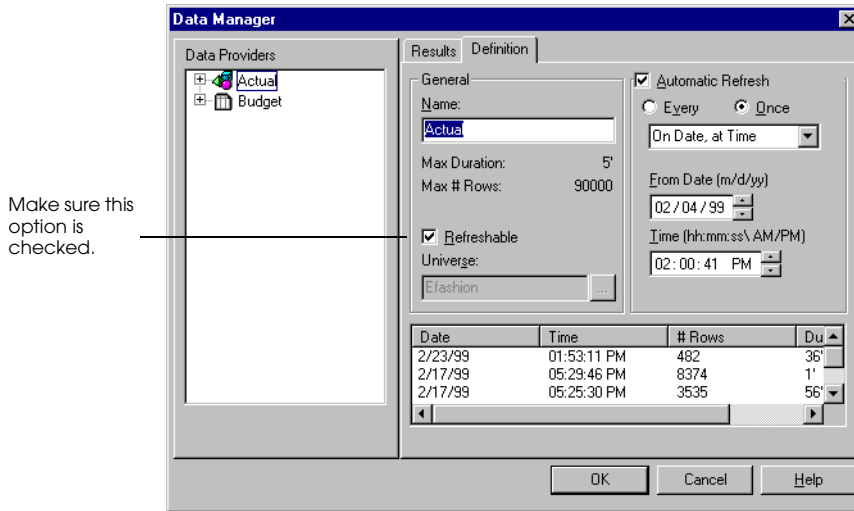 Data Manager
Data Providers
Actual
Budget
Results Definition
General
Name:
Actual
Max Duration: 5'
Max # Rows: 90000
Refreshable
Universe:
Efashion
...
Automatic Refresh
Every Once
On Date, at Time
From Date (m/d/yy)
02/04/99
Time (hh:mm:ss\ AM/PM)
02:00:41 PM
Date Time # Rows Du
2/23/99 01:53:11 PM 482 36'
2/17/99 05:29:46 PM 8374 1'
2/17/99 05:25:30 PM 3535 56'
OK Cancel Help
Make sure this
option is
checked.